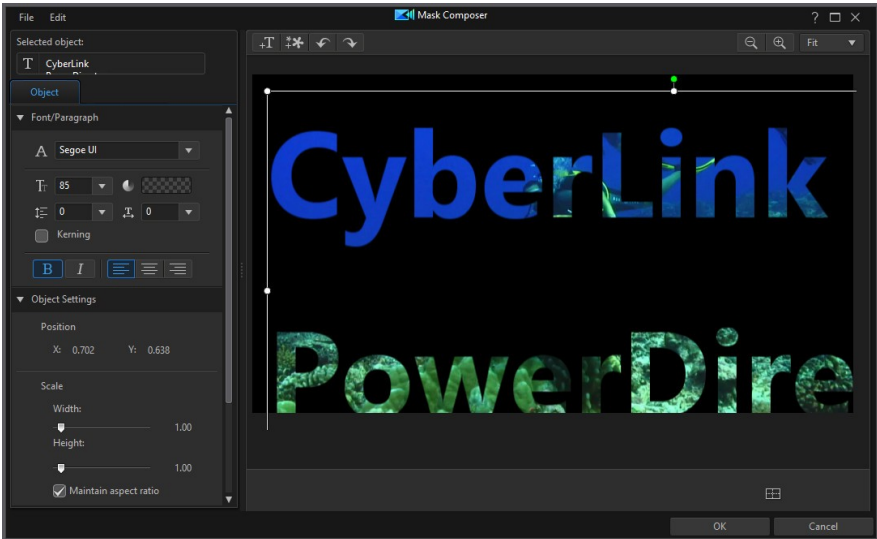 Mask Composer
File Edit
Selected object:
T CyberLink
Object
Font/Paragraph
A Segoe UI
85
0 0
Kerning
B I
Object Settings
Position
X: 0.702 Y: 0.638
Scale
Width:
1.00
Height:
1.00
Maintain aspect ratio
+T
Fit
CyberLink
PowerDire
OK Cancel